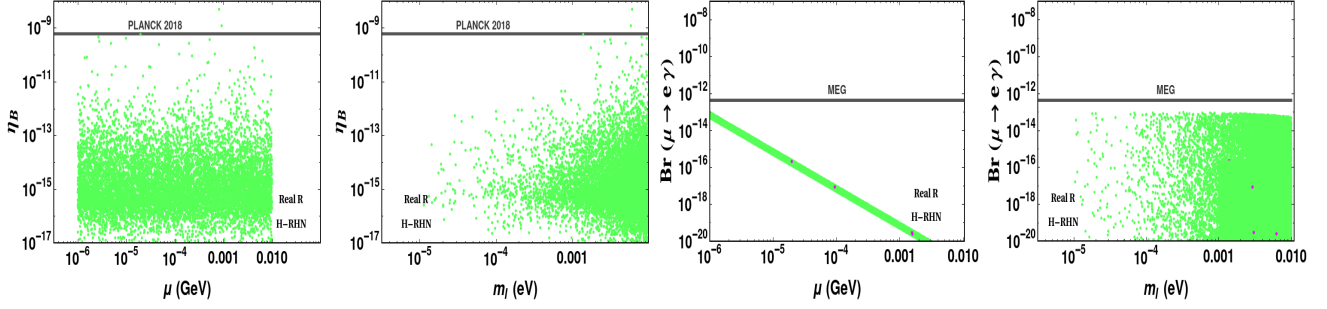 10⁻⁹
10⁻¹¹
10⁻¹³
10⁻¹⁵
10⁻¹⁷
η_B
PLANCK 2018
Real R
H−RHN
10⁻⁶ 10⁻⁵ 10⁻⁴ 0.001 0.010
μ (GeV)
10⁻⁹
10⁻¹¹
10⁻¹³
10⁻¹⁵
10⁻¹⁷
η_B
PLANCK 2018
Real R
H−RHN
10⁻⁵ 10⁻⁴ 0.001
m_l (eV)
10⁻⁸
10⁻¹⁰
10⁻¹²
10⁻¹⁴
10⁻¹⁶
10⁻¹⁸
10⁻²⁰
Br (μ → e γ)
MEG
Real R
H−RHN
10⁻⁶ 10⁻⁵ 10⁻⁴ 0.001 0.010
μ (GeV)
10⁻⁸
10⁻¹⁰
10⁻¹²
10⁻¹⁴
10⁻¹⁶
10⁻¹⁸
10⁻²⁰
Br (μ → e γ)
MEG
Real R
H−RHN
10⁻⁵ 10⁻⁴ 0.001 0.010
m_l (eV)